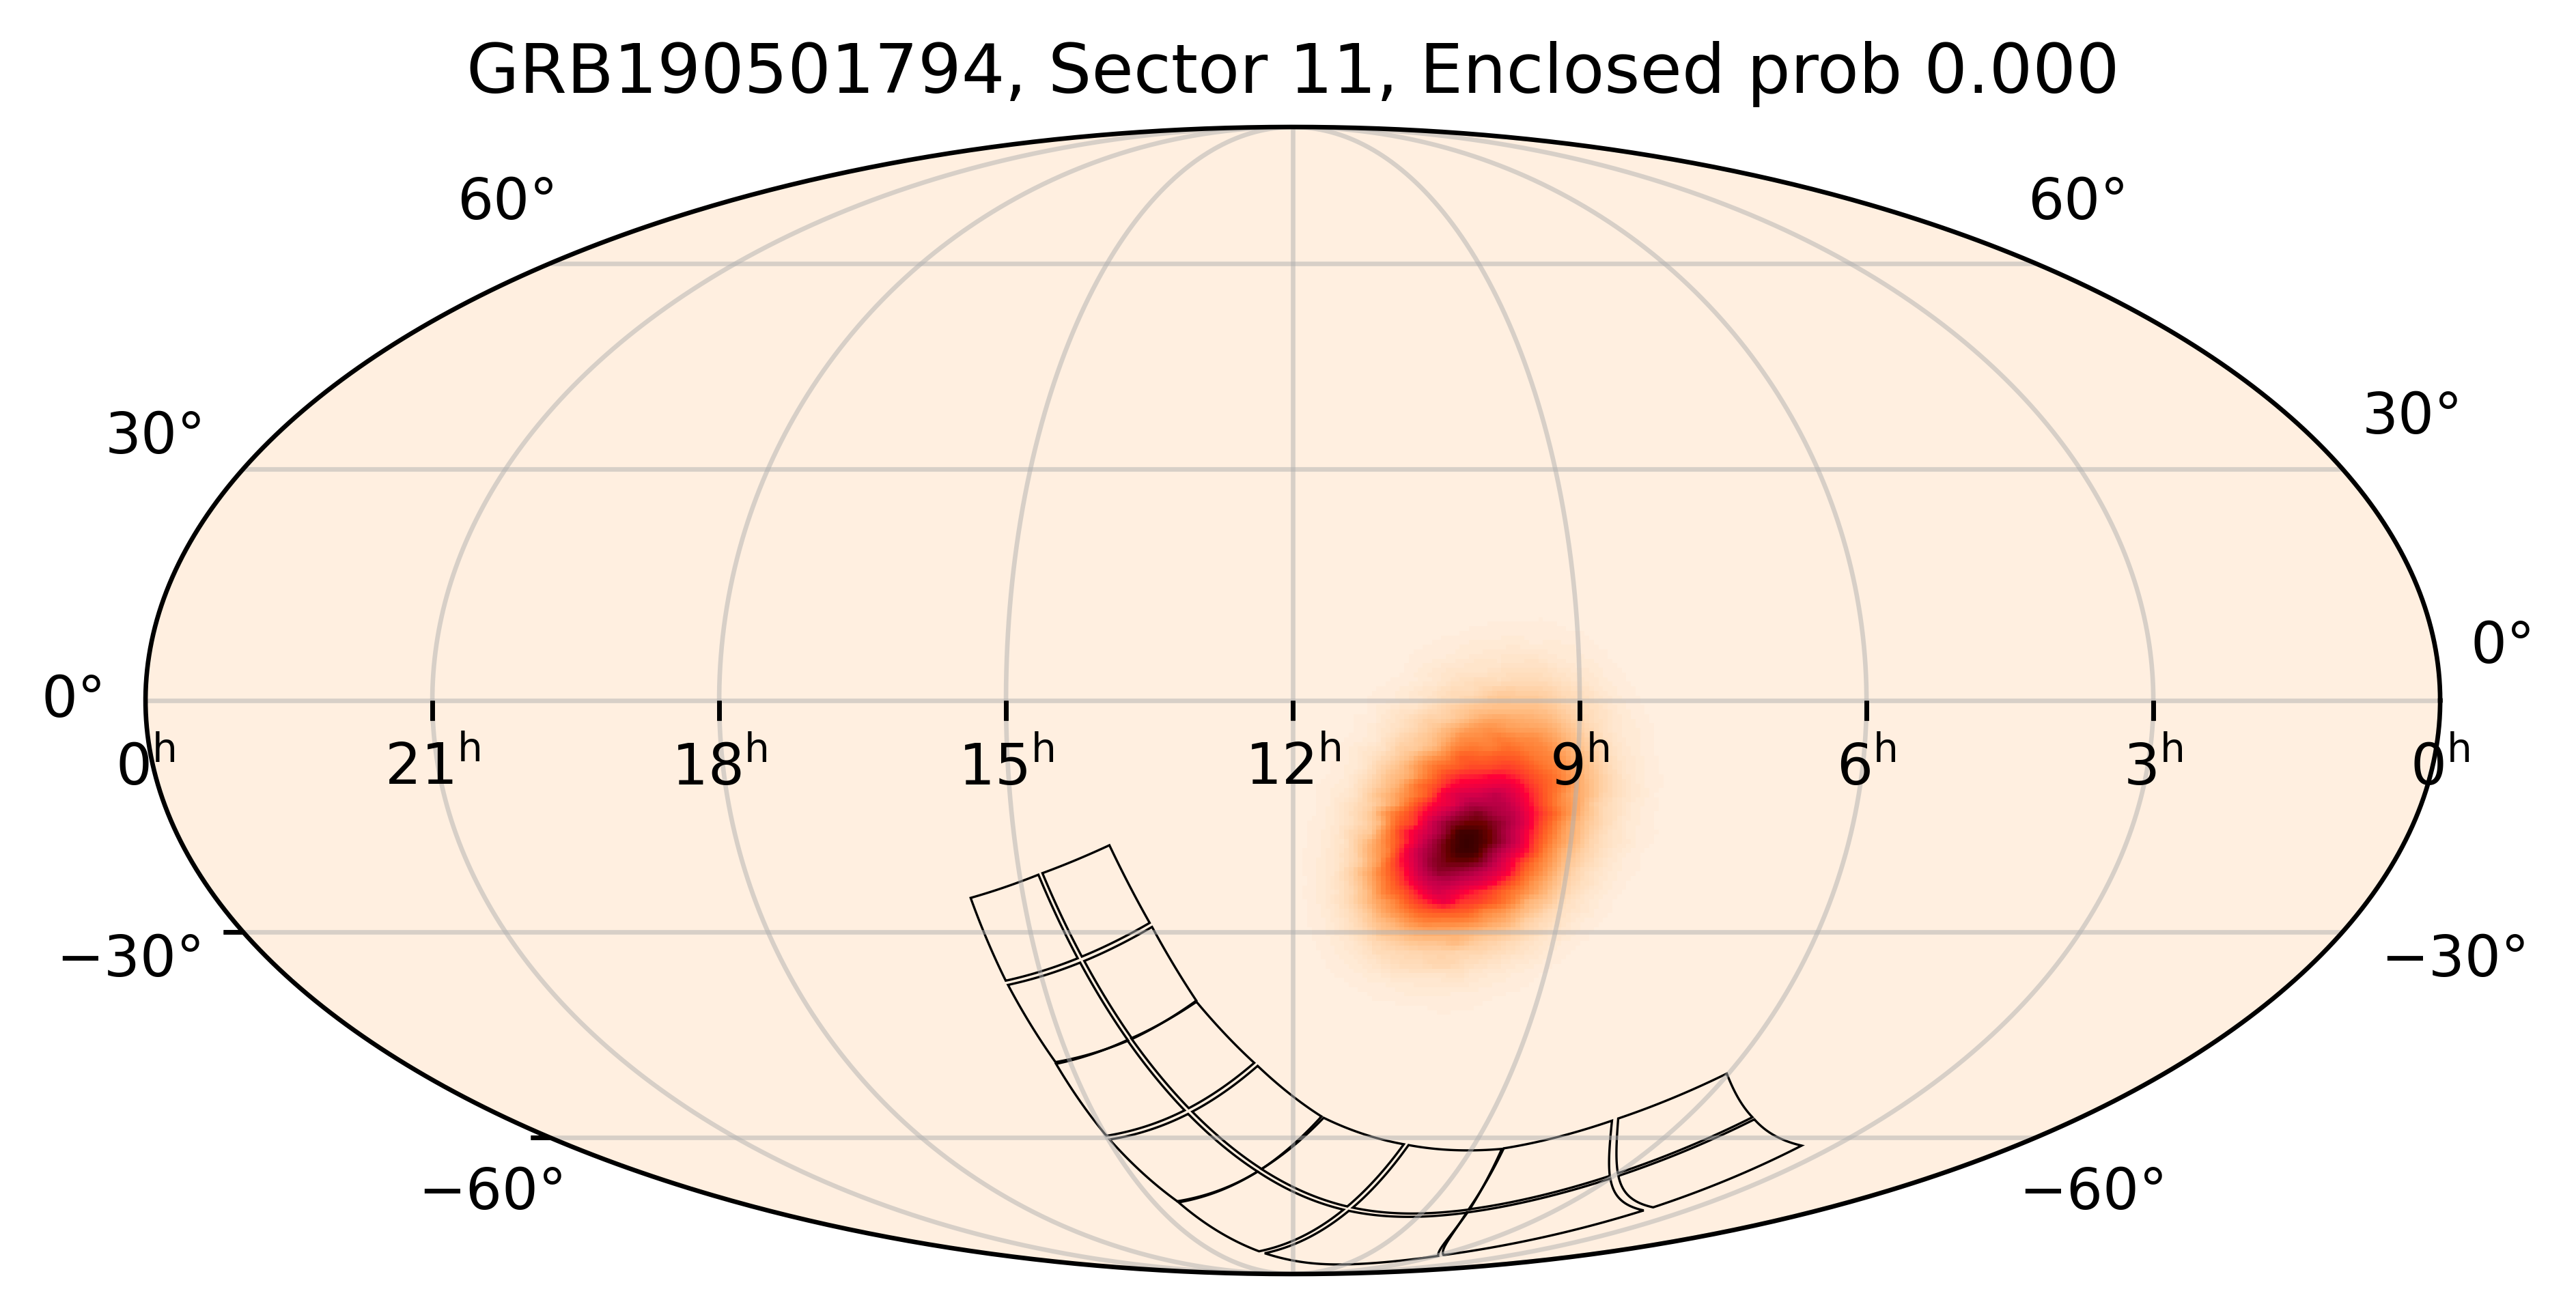 GRB190501794, Sector 11, Enclosed prob 0.000
60° 60°
30° 30°
0° 0°
0ʰ 21ʰ 18ʰ 15ʰ 12ʰ 9ʰ 6ʰ 3ʰ 0ʰ
−30° −30°
−60° −60°